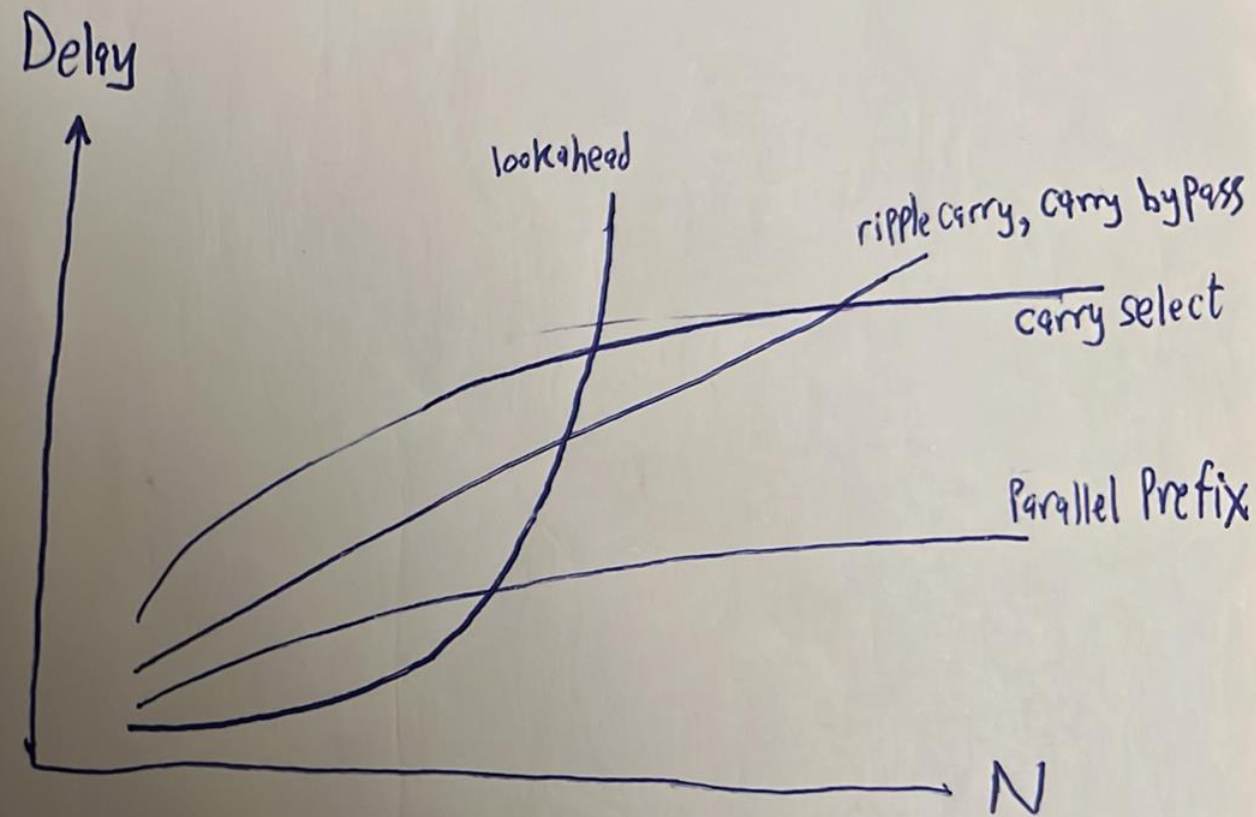 Delay
lookahead
ripple carry, carry bypass
carry select
Parallel Prefix
N